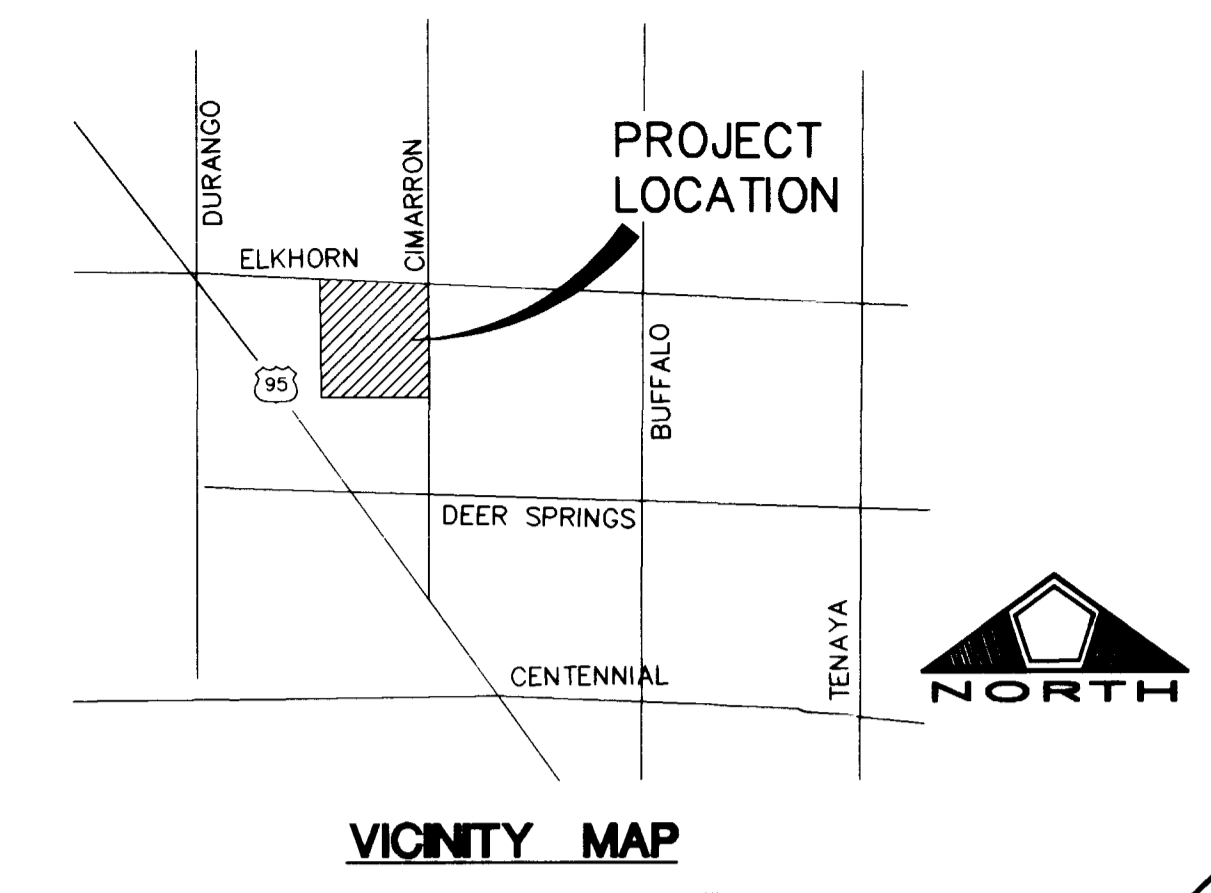 DURANGO
CIMARRON
PROJECT
LOCATION
ELKHORN
95
BUFFALO
DEER SPRINGS
TENAYA
CENTENNIAL
NORTH
VICINITY MAP